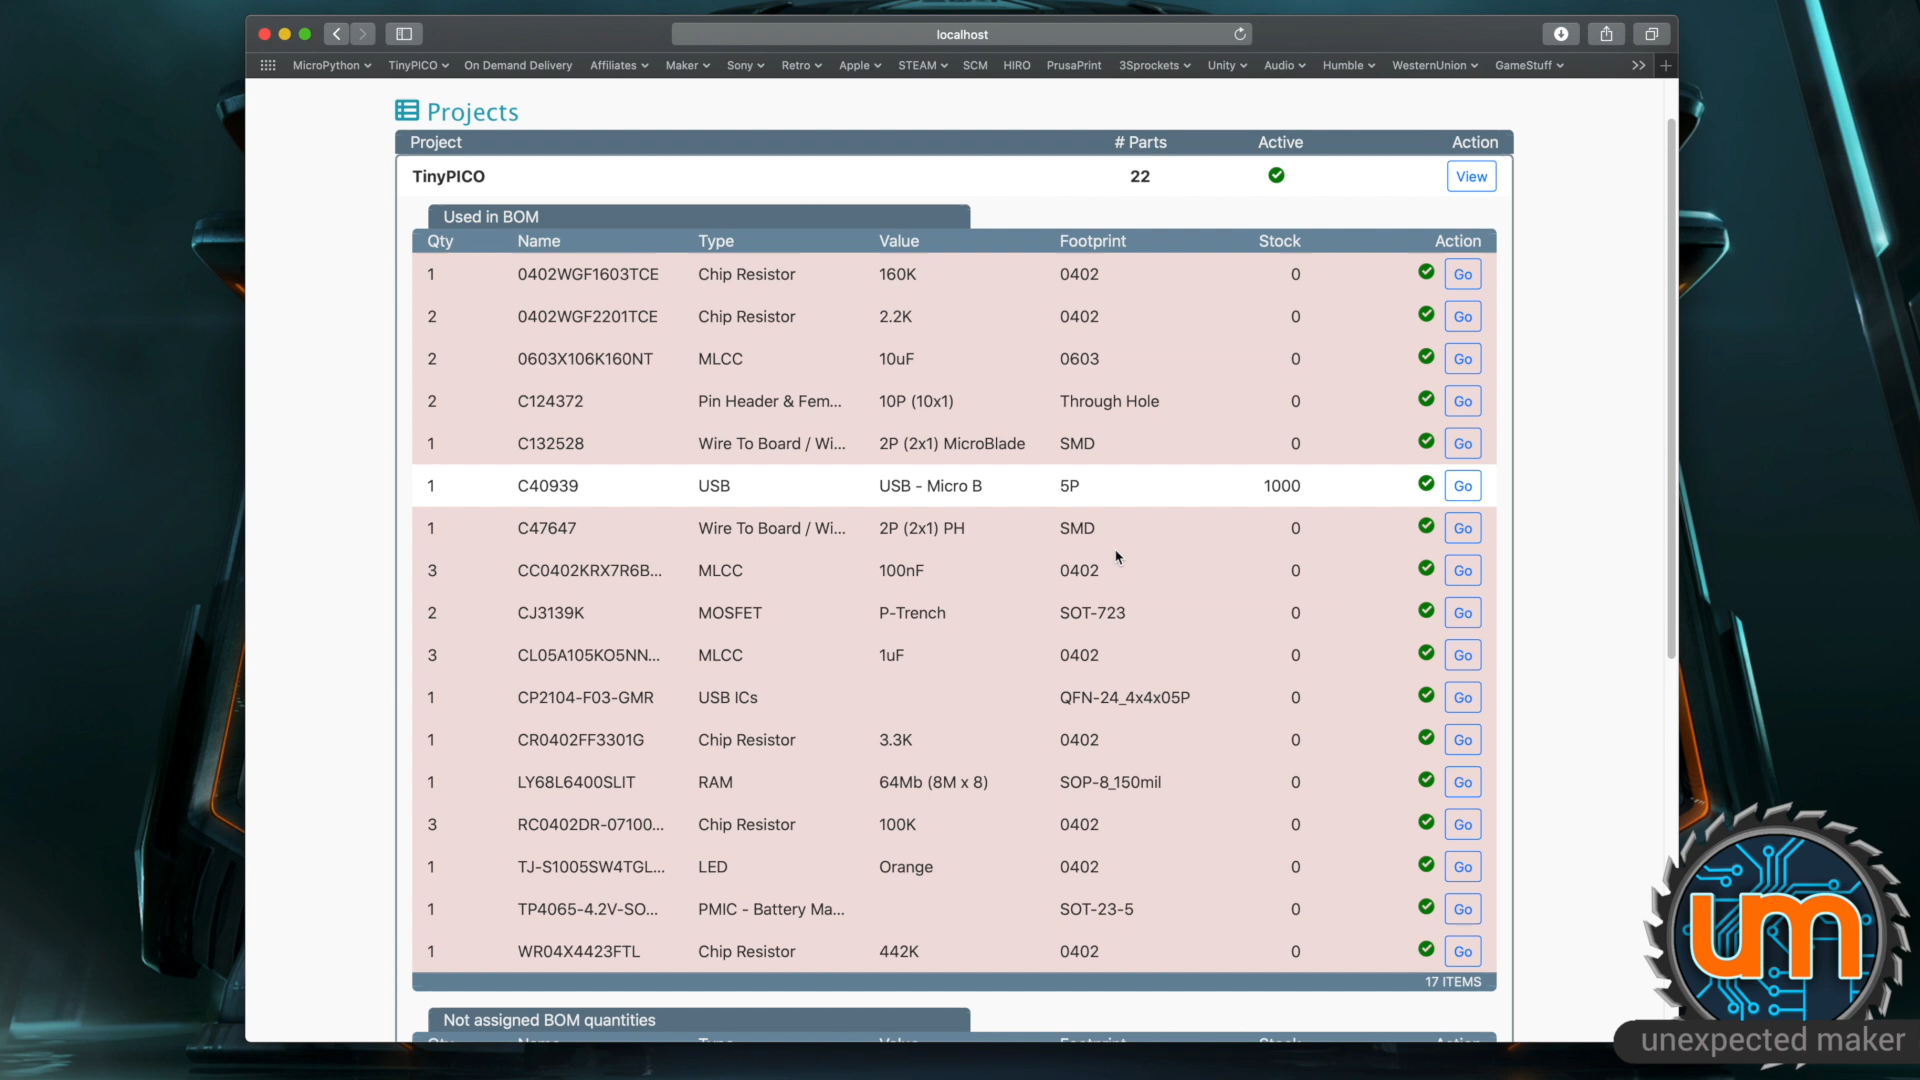 localhost
MicroPython TinyPICO On Demand Delivery Affiliates Maker Sony Retro Apple STEAM SCM HIRO PrusaPrint 3Sprockets Unity Audio Humble WesternUnion GameStuff
Projects
Project # Parts Active Action
TinyPICO 22 View
Used in BOM
Qty Name Type Value Footprint Stock Action
1 0402WGF1603TCE Chip Resistor 160K 0402 0 Go
2 0402WGF2201TCE Chip Resistor 2.2K 0402 0 Go
2 0603X106K160NT MLCC 10uF 0603 0 Go
2 C124372 Pin Header & Fem... 10P (10x1) Through Hole 0 Go
1 C132528 Wire To Board / Wi... 2P (2x1) MicroBlade SMD 0 Go
1 C40939 USB USB - Micro B 5P 1000 Go
1 C47647 Wire To Board / Wi... 2P (2x1) PH SMD 0 Go
3 CC0402KRX7R6B... MLCC 100nF 0402 0 Go
2 CJ3139K MOSFET P-Trench SOT-723 0 Go
3 CL05A105KO5NN... MLCC 1uF 0402 0 Go
1 CP2104-F03-GMR USB ICs QFN-24_4x4x05P 0 Go
1 CR0402FF3301G Chip Resistor 3.3K 0402 0 Go
1 LY68L6400SLIT RAM 64Mb (8M x 8) SOP-8_150mil 0 Go
3 RC0402DR-07100... Chip Resistor 100K 0402 0 Go
1 TJ-S1005SW4TGL... LED Orange 0402 0 Go
1 TP4065-4.2V-SO... PMIC - Battery Ma... SOT-23-5 0 Go
1 WR04X4423FTL Chip Resistor 442K 0402 0 Go
17 ITEMS
Not assigned BOM quantities
Qty Name Type Value Footprint Stock Action
um
unexpected maker